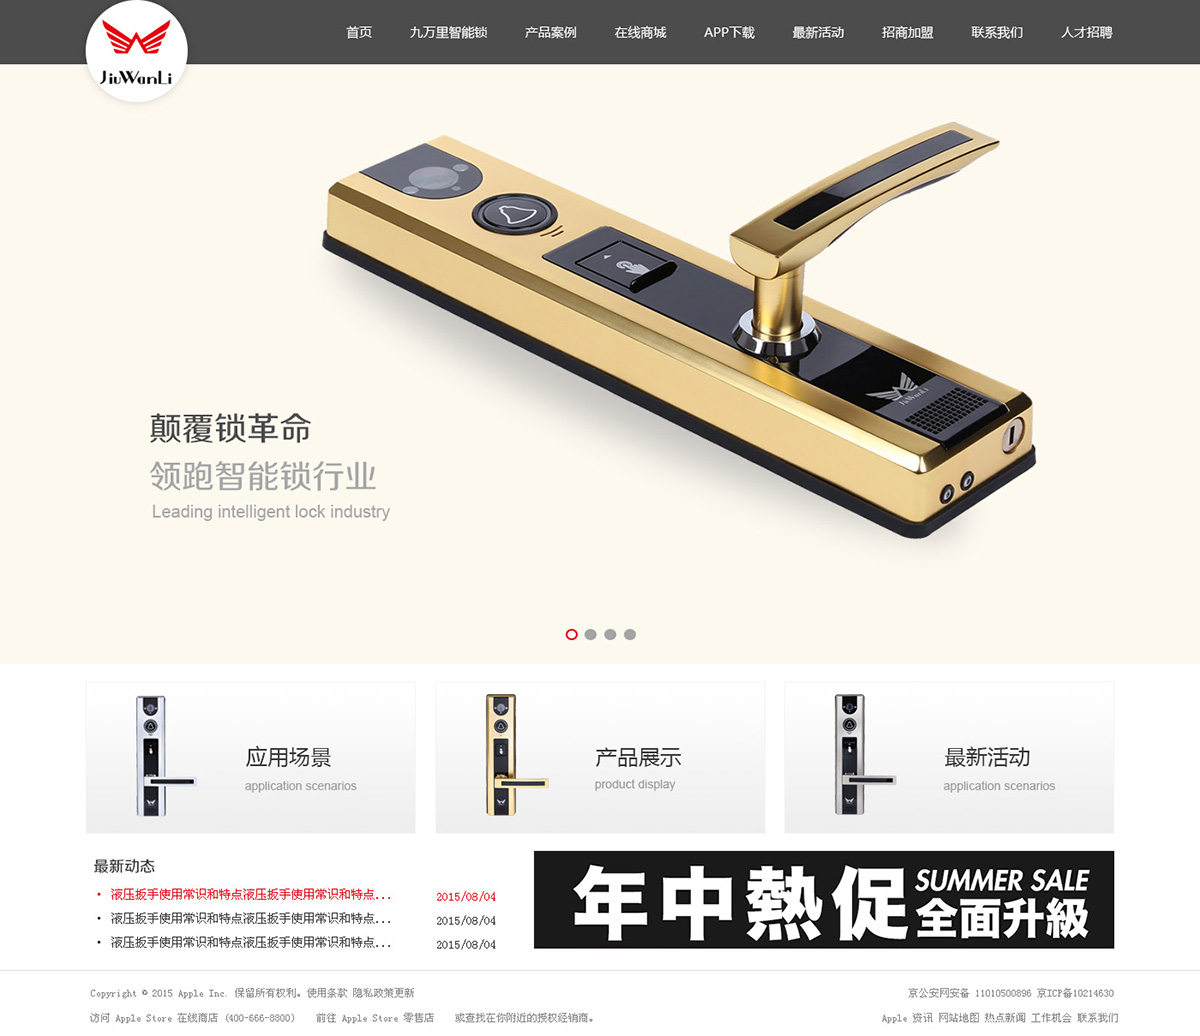 JiuWanLi
首页 九万里智能锁 产品案例 在线商城 APP下载 最新活动 招商加盟 联系我们 人才招聘
JiuWanLi
颠覆锁革命
领跑智能锁行业
Leading intelligent lock industry
应用场景
application scenarios
产品展示
product display
最新活动
application scenarios
最新动态
• 液压扳手使用常识和特点液压扳手使用常识和特点... 2015/08/04
• 液压扳手使用常识和特点液压扳手使用常识和特点... 2015/08/04
• 液压扳手使用常识和特点液压扳手使用常识和特点... 2015/08/04
年中熱促
SUMMER SALE
全面升級
Copyright © 2015 Apple Inc. 保留所有权利。使用条款 隐私政策更新
京公安网安备 11010500896 京ICP备10214630
访问 Apple Store 在线商店 (400-666-8800) 前往 Apple Store 零售店 或查找在你附近的授权经销商。
Apple 资讯 网站地图 热点新闻 工作机会 联系我们